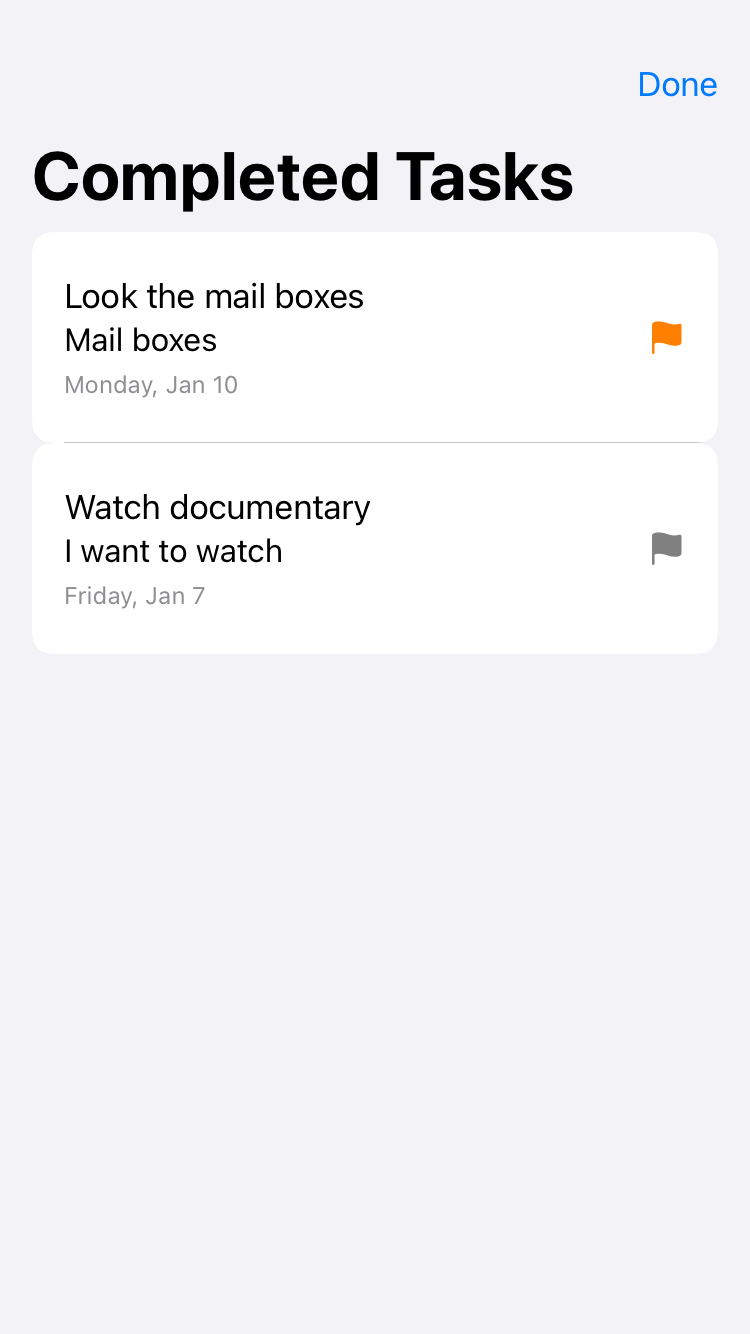 Done
Completed Tasks
Look the mail boxes
Mail boxes
Monday, Jan 10
Watch documentary
I want to watch
Friday, Jan 7